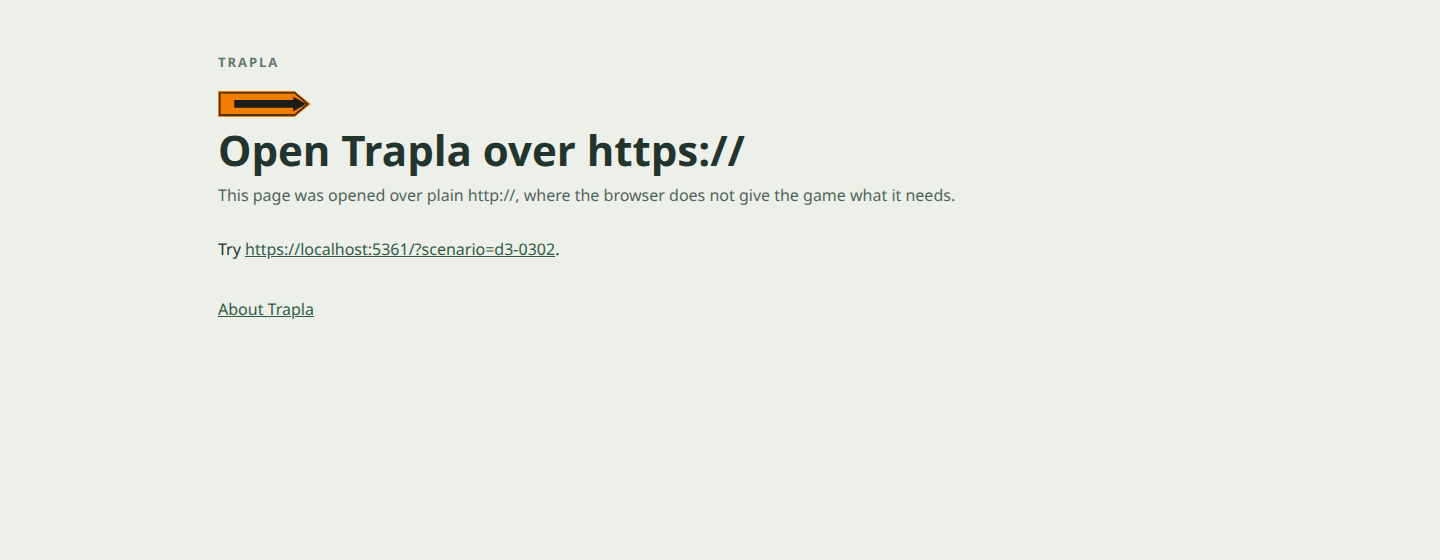 TRAPLA
Open Trapla over https://
This page was opened over plain http://, where the browser does not give the game what it needs.
Try https://localhost:5361/?scenario=d3-0302.
About Trapla